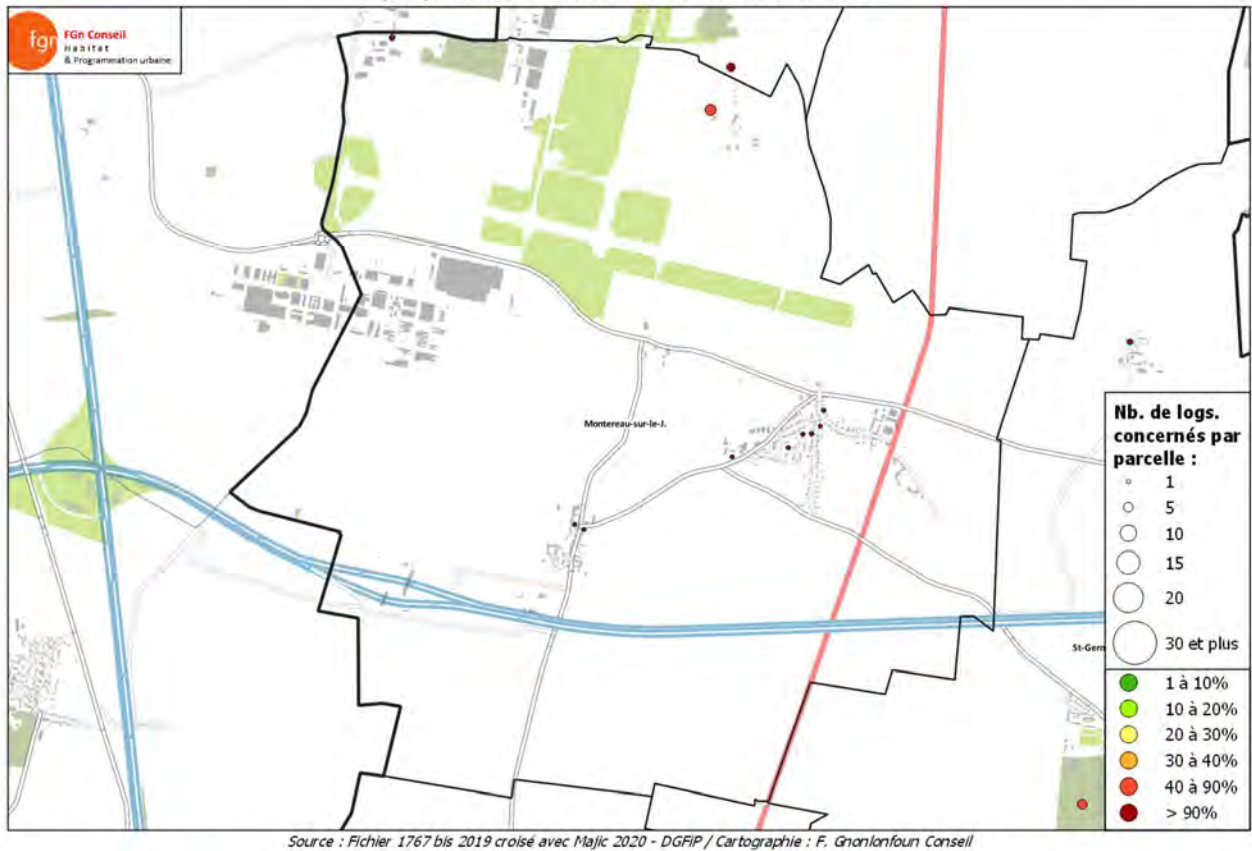 fgn
FGn Conseil
Habitat
& Programmation urbaine
Montereau-sur-le-J.
St-Germ
Nb. de logs.
concernés par
parcelle :
1
5
10
15
20
30 et plus
1 à 10%
10 à 20%
20 à 30%
30 à 40%
40 à 90%
> 90%
Source : Fichier 1767 bis 2019 croisé avec Majic 2020 - DGFiP / Cartographie : F. Gnonlonfoun Conseil